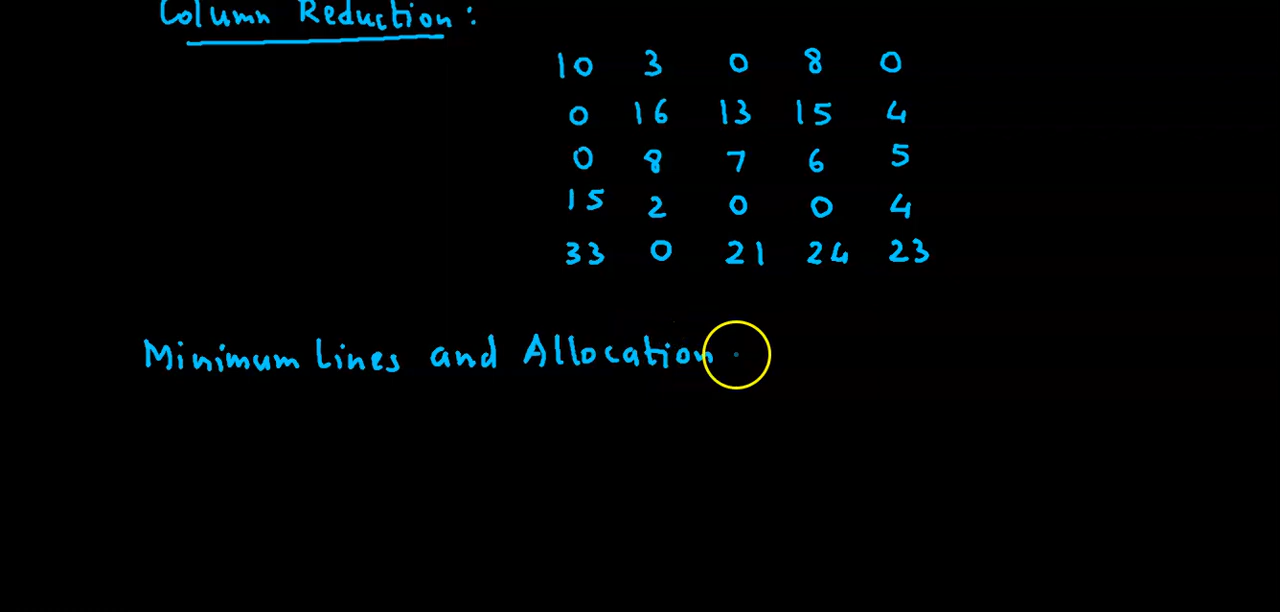 Column Reduction:
10 3 0 8 0
0 16 13 15 4
0 8 7 6 5
15 2 0 0 4
33 0 21 24 23
Minimum Lines and Allocation